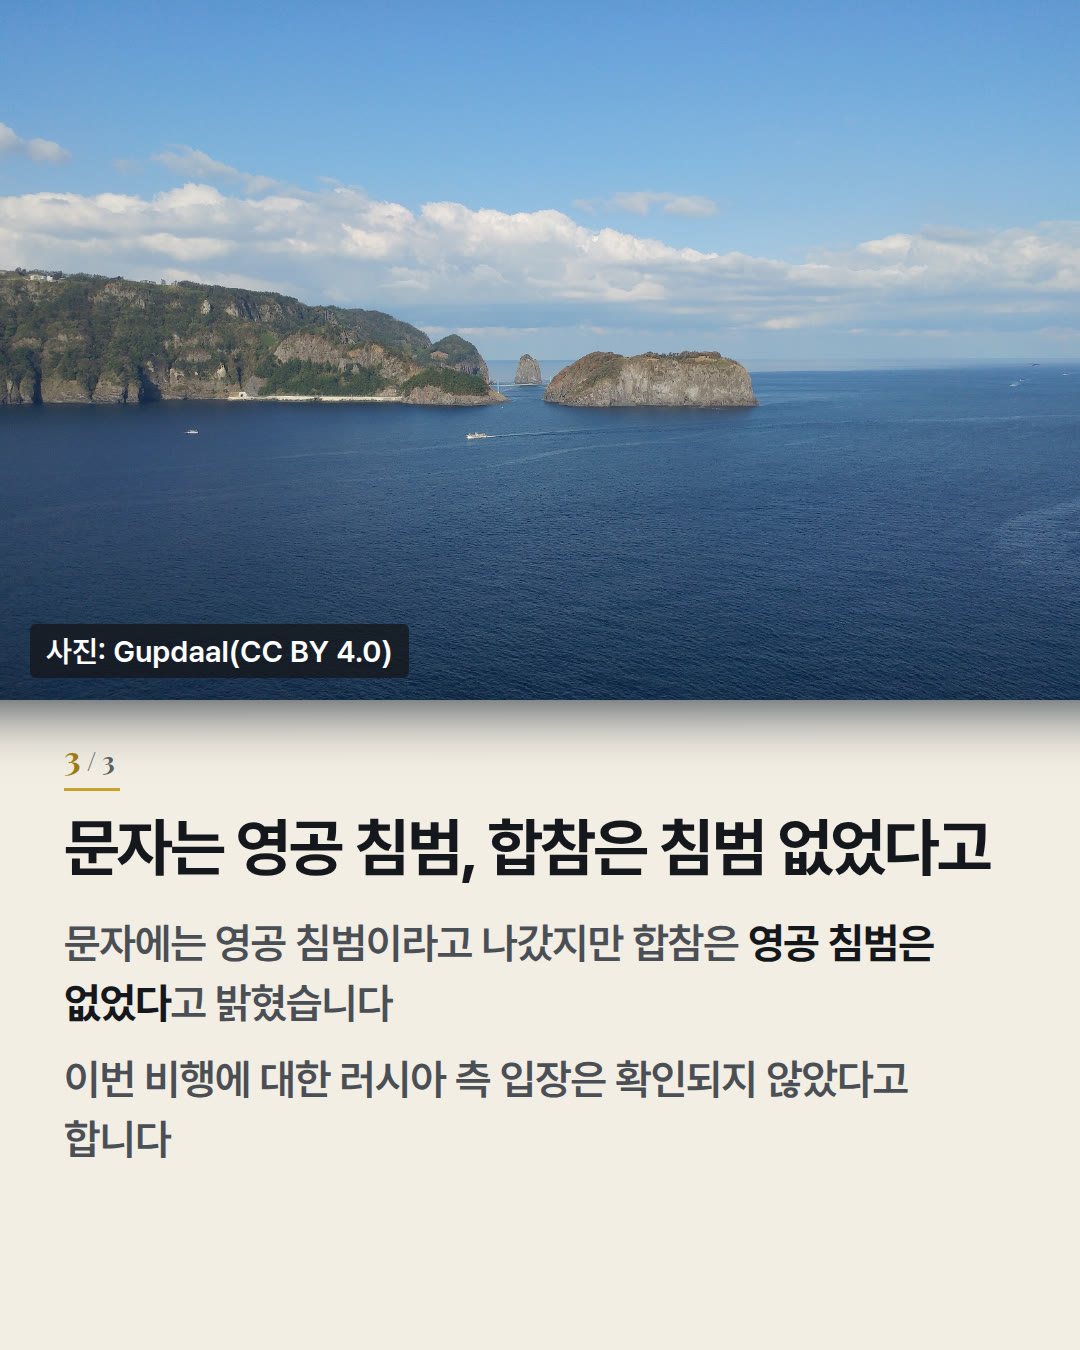 사진: Gupdaal(CC BY 4.0)
3 / 3
문자는 영공 침범, 합참은 침범 없었다고
문자에는 영공 침범이라고 나갔지만 합참은 영공 침범은
없었다고 밝혔습니다
이번 비행에 대한 러시아 측 입장은 확인되지 않았다고
합니다